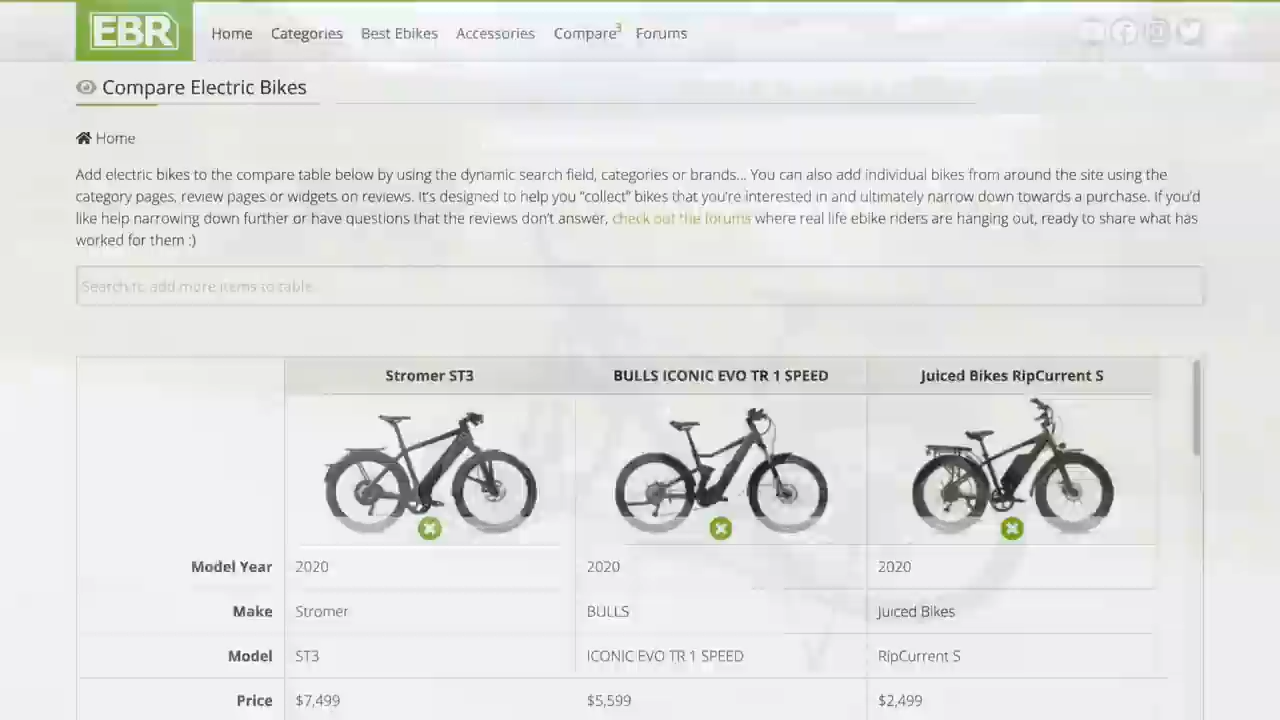 EBR Home Categories Best Ebikes Accessories Compare3 Forums
Compare Electric Bikes
Home
Add electric bikes to the compare table below by using the dynamic search field, categories or brands... You can also add individual bikes from around the site using the
category pages, review pages or widgets on reviews. It's designed to help you “collect” bikes that you're interested in and ultimately narrow down towards a purchase. If you'd
like help narrowing down further or have questions that the reviews don't answer, check out the forums where real life ebike riders are hanging out, ready to share what has
worked for them :)
Search to add more items to table...
Stromer ST3 BULLS ICONIC EVO TR 1 SPEED Juiced Bikes RipCurrent S
Model Year 2020 2020 2020
Make Stromer BULLS Juiced Bikes
Model ST3 ICONIC EVO TR 1 SPEED RipCurrent S
Price $7,499 $5,599 $2,499